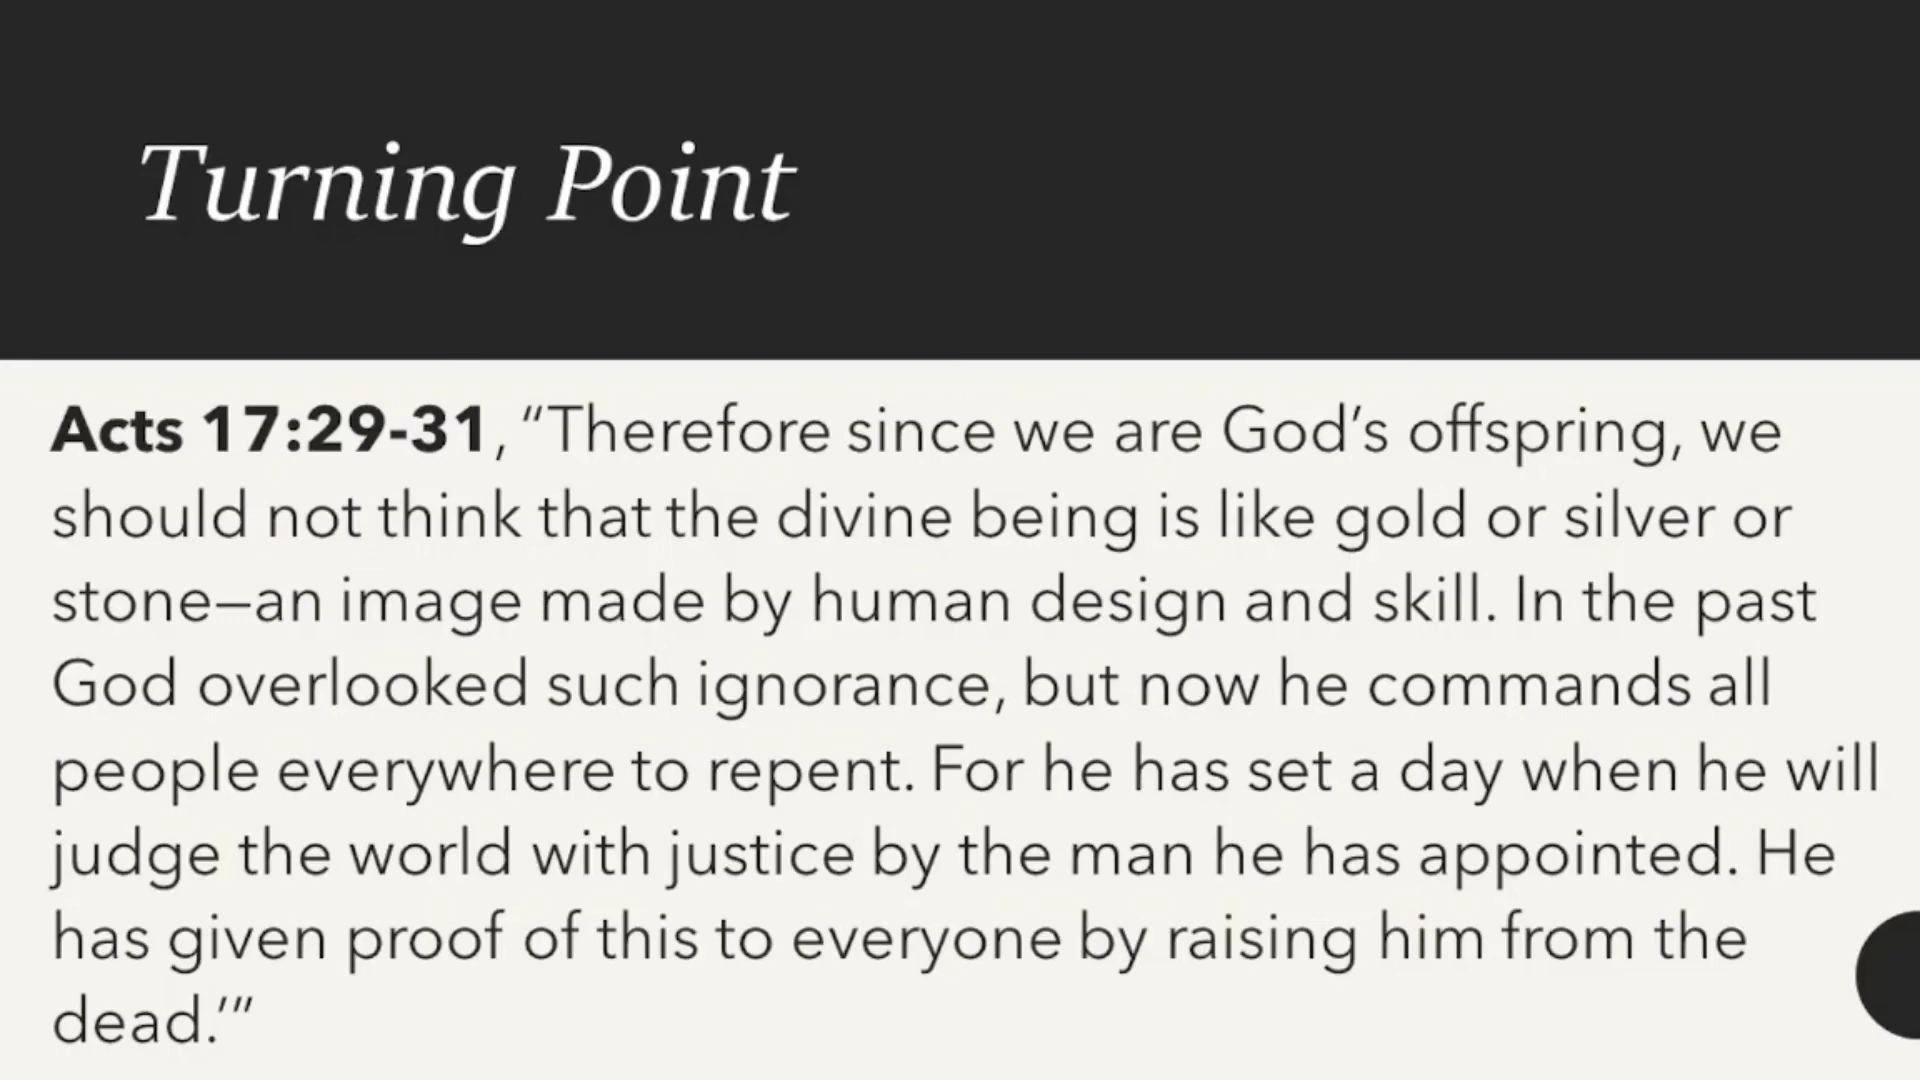 Turning Point
Acts 17:29-31, “Therefore since we are God’s offspring, we
should not think that the divine being is like gold or silver or
stone—an image made by human design and skill. In the past
God overlooked such ignorance, but now he commands all
people everywhere to repent. For he has set a day when he will
judge the world with justice by the man he has appointed. He
has given proof of this to everyone by raising him from the
dead.’”